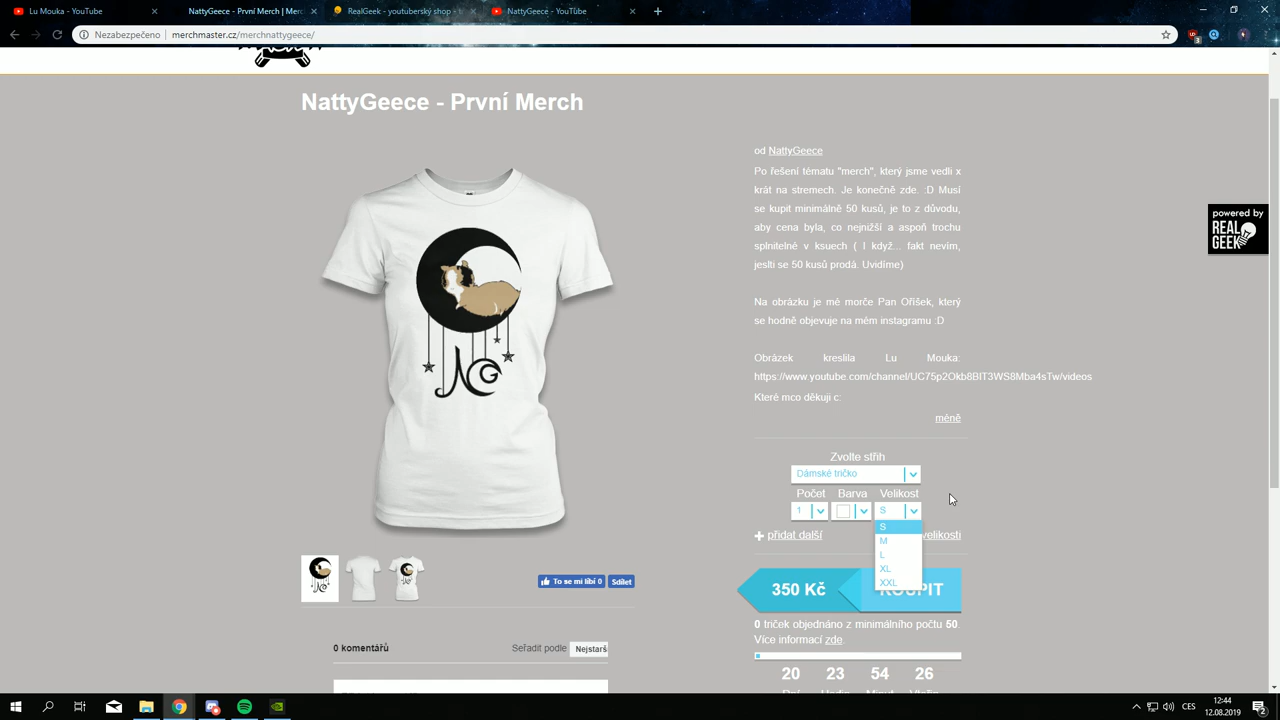 Lu Mouka - YouTube
NattyGeece - První Merch | Merc
RealGeek - youtuberský shop - t
NattyGeece - YouTube
Nezabezpečeno
merchmaster.cz/merchnattygeece/
NattyGeece - První Merch
od NattyGeece
Po řešení tématu "merch", který jsme vedli x
krát na stremech. Je konečně zde. :D Musí
se kupit minimálně 50 kusů, je to z důvodu,
aby cena byla, co nejnižší a aspoň trochu
splnitelné v ksuech ( I když... fakt nevím,
jeslti se 50 kusů prodá. Uvidíme)
Na obrázku je mé morče Pan Oříšek, který
se hodně objevuje na mém instagramu :D
Obrázek kreslila Lu Mouka:
https://www.youtube.com/channel/UC75p2Okb8BIT3WS8Mba4sTw/videos
Které mco děkuji c:
méně
powered by
REAL
GEEK
NG
Zvolte střih
Dámské tričko
Počet Barva Velikost
1 S
S
M
L
XL
XXL
přidat další
velikosti
350 Kč
KOUPIT
0 triček objednáno z minimálního počtu 50.
Více informací zde.
20 23 54 26
To se mi líbí 0
Sdílet
0 komentářů
Seřadit podle
Nejstarš
CES
12:44
12.08.2019